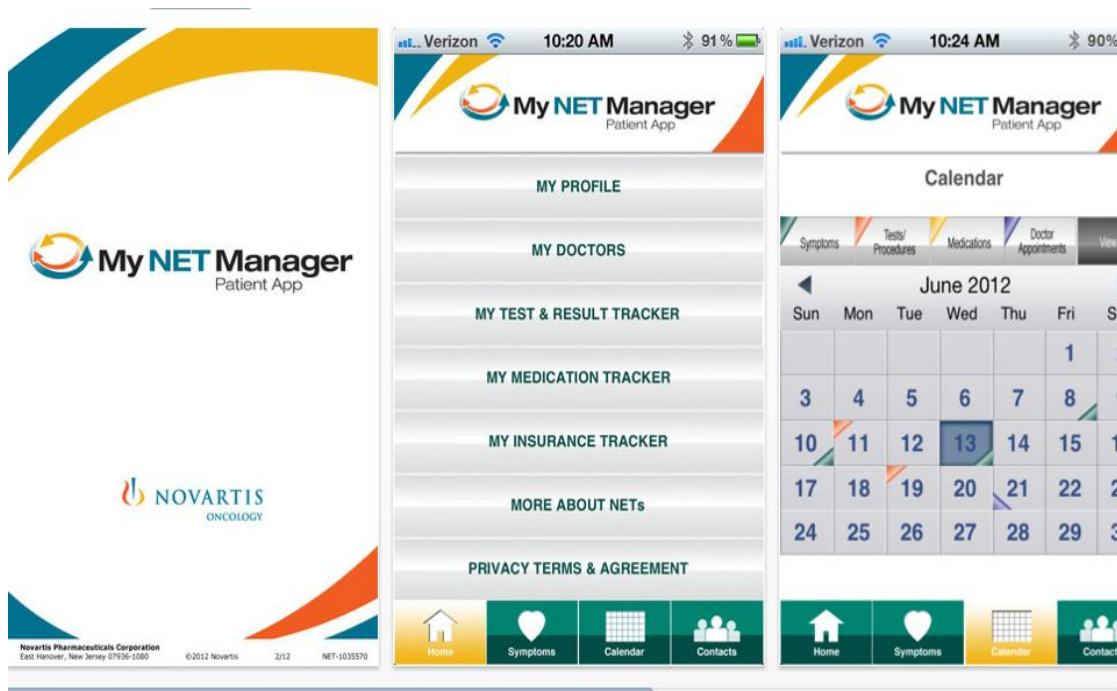 My NET Manager
Patient App
NOVARTIS
ONCOLOGY
Novartis Pharmaceuticals Corporation
East Hanover, New Jersey 07936-1080 ©2012 Novartis 2/12 NET-1035570
Verizon 10:20 AM 91%
My NET Manager
Patient App
MY PROFILE
MY DOCTORS
MY TEST & RESULT TRACKER
MY MEDICATION TRACKER
MY INSURANCE TRACKER
MORE ABOUT NETs
PRIVACY TERMS & AGREEMENT
Home Symptoms Calendar Contacts
Verizon 10:24 AM 90%
My NET Manager
Patient App
Calendar
Symptoms Tests/ Procedures Medications Doctor Appointments
June 2012
Sun Mon Tue Wed Thu Fri
1
3 4 5 6 7 8
10 11 12 13 14 15
17 18 19 20 21 22
24 25 26 27 28 29
Home Symptoms Calendar Contacts